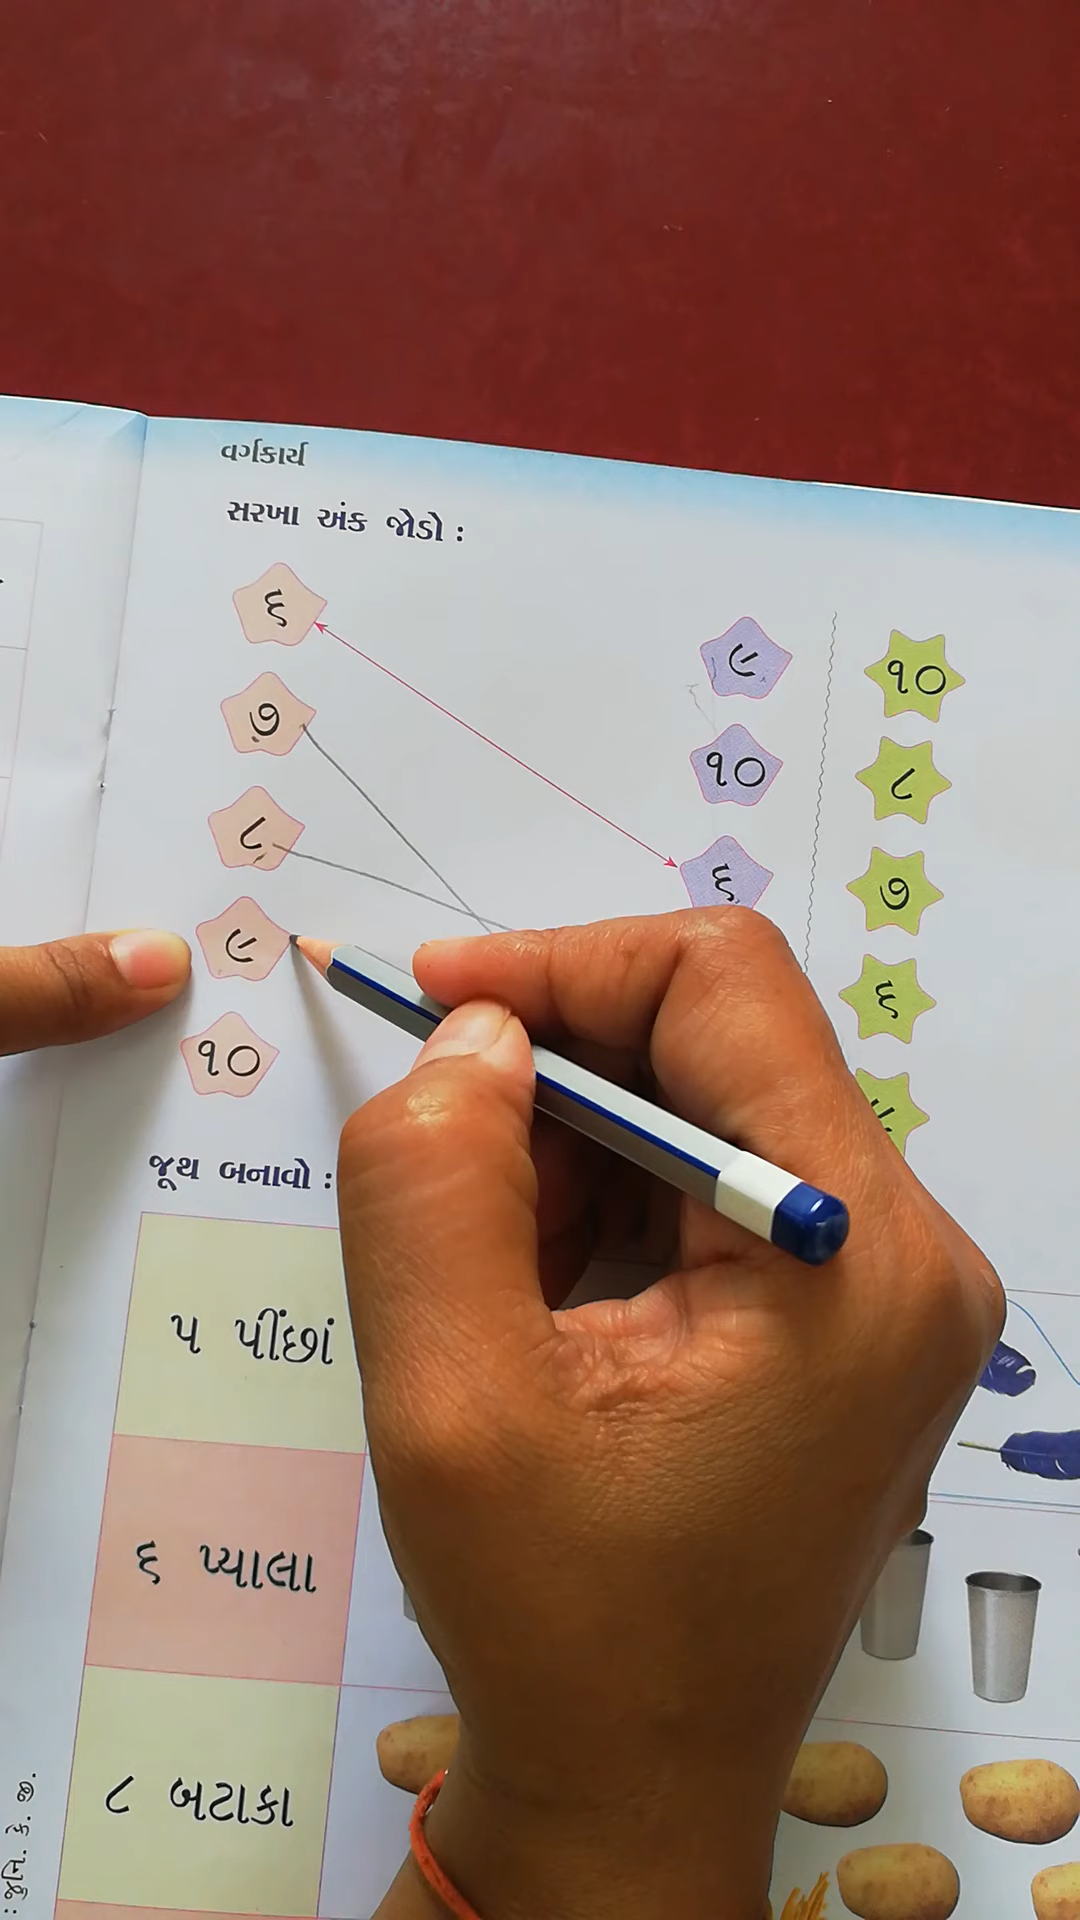 વર્ગકાર્ય
સરખા અંક જોડો :
૬
૭
૮
૯
૧૦
૯
૧૦
૬
૧૦
૮
૭
૬
જૂથ બનાવો :
૫ પીંછાં
૬ પ્યાલા
૮ બટાકા
: જુનિ. કે. જી.